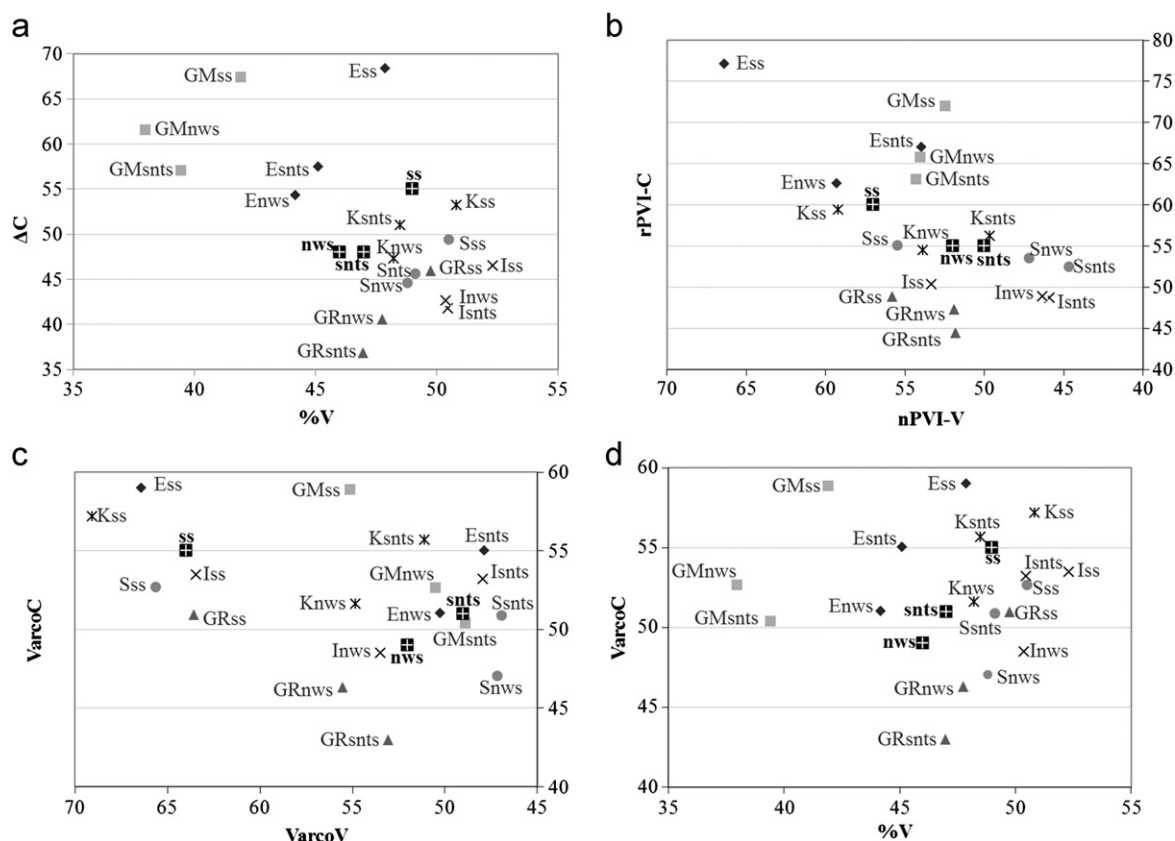 a
70
65
60
55
50
45
40
35
ΔC
35
40
45
50
55
%V
GMss
Ess
GMnws
GMsnts
Esnts
Enws
ss
Kss
Ksnts
Sss
nws
Knws
snts
Snts
GRss
Iss
Snws
Inws
Isnts
GRnws
GRsnts
b
80
75
70
65
60
55
50
45
40
rPVI-C
70
65
60
55
50
45
40
nPVI-V
Ess
GMss
Esnts
GMnws
GMsnts
Enws
ss
Kss
Ksnts
Sss
Knws
nws
snts
Snws
Ssnts
Iss
GRss
Inws
Isnts
GRnws
GRsnts
c
60
55
50
45
40
VarcoC
70
65
60
55
50
45
VarcoV
Ess
GMss
Kss
ss
Ksnts
Esnts
Sss
Iss
GMnws
Isnts
GRss
Knws
Enws
snts
Ssnts
GMsnts
Inws
nws
Snws
GRnws
GRsnts
d
60
55
50
45
40
VarcoC
35
40
45
50
55
%V
GMss
Ess
Kss
Ksnts
Esnts
ss
GMnws
Isnts
Iss
Sss
Knws
GMsnts
Enws
snts
Ssnts
GRss
nws
Inws
Snws
GRnws
GRsnts